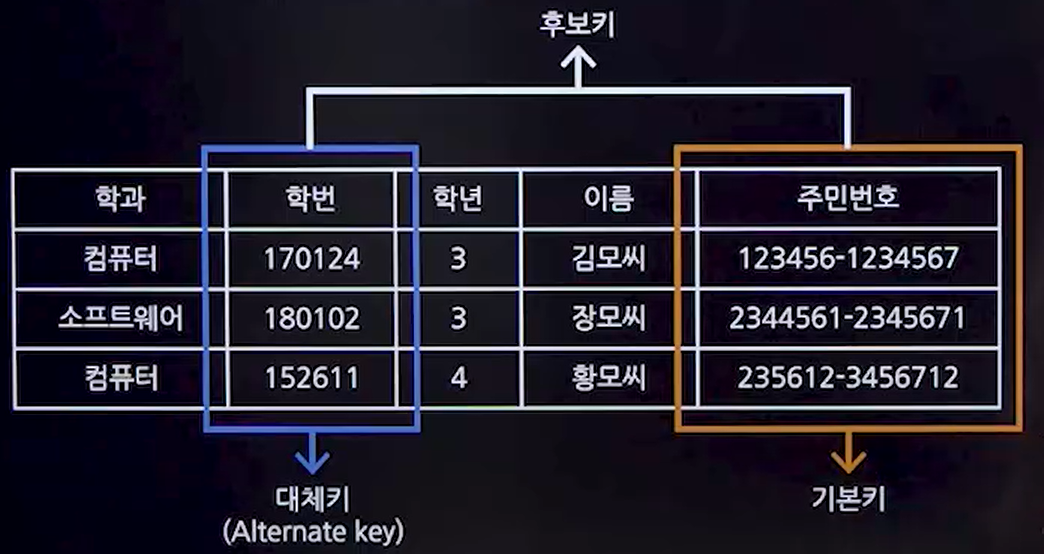 후보키
학과 학번 학년 이름 주민번호
컴퓨터 170124 3 김모씨 123456-1234567
소프트웨어 180102 3 장모씨 2344561-2345671
컴퓨터 152611 4 황모씨 235612-3456712
대체키 기본키
(Alternate key)